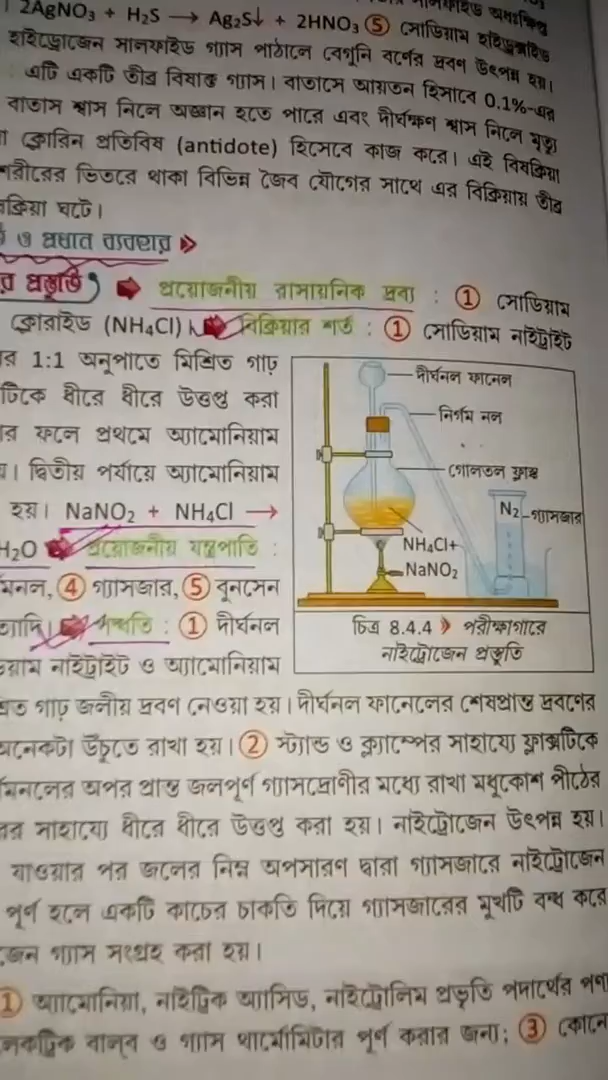 2AgNO₃ + H₂S ⟶ Ag₂S↓ + 2HNO₃ ⑤ সোডিয়াম
হাইড্রোজেন সালফাইড গ্যাস পাঠালে বেগুনি বর্ণের দ্রবণ উৎপন্ন হয়।
এটি একটি তীব্র বিষাক্ত গ্যাস। বাতাসে আয়তন হিসাবে 0.1%-এর
বাতাস শ্বাস নিলে অজ্ঞান হতে পারে এবং দীর্ঘক্ষণ শ্বাস নিলে মৃত্যু
ক্লোরিন প্রতিবিষ (antidote) হিসেবে কাজ করে। এই বিষক্রিয়া
শরীরের ভিতরে থাকা বিভিন্ন জৈব যৌগের সাথে এর বিক্রিয়ায় তীব্র
ক্রিয়া ঘটে।
ও প্রধান ব্যবহার
র প্রস্তুতি প্রয়োজনীয় রাসায়নিক দ্রব্য : ① সোডিয়াম
ক্লোরাইড (NH₄Cl)। বিক্রিয়ার শর্ত : ① সোডিয়াম নাইট্রাইট
র 1:1 অনুপাতে মিশ্রিত গাঢ়
টিকে ধীরে ধীরে উত্তপ্ত করা
র ফলে প্রথমে অ্যামোনিয়াম
। দ্বিতীয় পর্যায়ে অ্যামোনিয়াম
হয়। NaNO₂ + NH₄Cl ⟶
H₂O প্রয়োজনীয় যন্ত্রপাতি :
মনল, ④ গ্যাসজার, ⑤ বুনসেন
ত্যাদি। পদ্ধতি : ① দীর্ঘনল
দীর্ঘনল ফানেল
নির্গম নল
গোলতল ফ্লাস্ক
N₂ গ্যাসজার
NH₄Cl+
NaNO₂
চিত্র 8.4.4 » পরীক্ষাগারে
নাইট্রোজেন প্রস্তুতি
ডিয়াম নাইট্রাইট ও অ্যামোনিয়াম
শ্রিত গাঢ় জলীয় দ্রবণ নেওয়া হয়। দীর্ঘনল ফানেলের শেষপ্রান্ত দ্রবণের
অনেকটা উঁচুতে রাখা হয়। ② স্ট্যান্ড ও ক্ল্যাম্পের সাহায্যে ফ্লাস্কটিকে
মনলের অপর প্রান্ত জলপূর্ণ গ্যাসদ্রোণীর মধ্যে রাখা মধুকোশ পীঠের
র সাহায্যে ধীরে ধীরে উত্তপ্ত করা হয়। নাইট্রোজেন উৎপন্ন হয়।
যাওয়ার পর জলের নিম্ন অপসারণ দ্বারা গ্যাসজারে নাইট্রোজেন
পূর্ণ হলে একটি কাচের চাকতি দিয়ে গ্যাসজারের মুখটি বন্ধ করে
জেন গ্যাস সংগ্রহ করা হয়।
① অ্যামোনিয়া, নাইট্রিক অ্যাসিড, নাইট্রোলিম প্রভৃতি পদার্থের পণ্য
লেকট্রিক বাল্‌ব ও গ্যাস থার্মোমিটার পূর্ণ করার জন্য; ③ কোনো